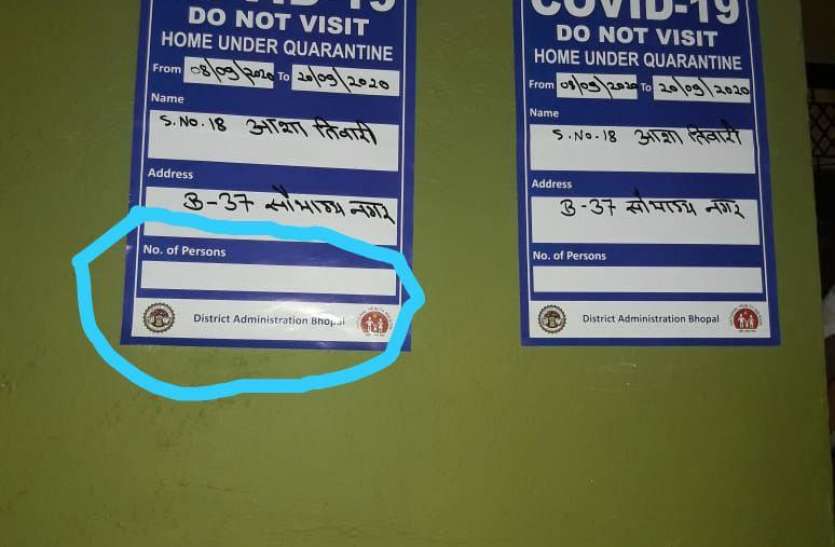 COVID-19
DO NOT VISIT
HOME UNDER QUARANTINE
From 08/09/2020 To 20/09/2020
Name
S.NO.18 आशा तिवारी
Address
B-37 सौभाग्य नगर
No. of Persons
District Administration Bhopal
COVID-19
DO NOT VISIT
HOME UNDER QUARANTINE
From 08/09/2020 To 20/09/2020
Name
S.NO-18 आशा तिवारी
Address
B-37 सौभाग्य नगर
No. of Persons
District Administration Bhopal